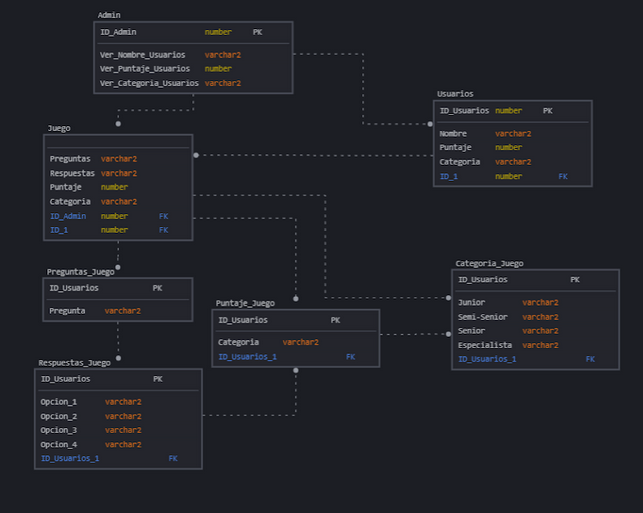 Admin
ID_Admin number PK
Ver_Nombre_Usuarios varchar2
Ver_Puntaje_Usuarios number
Ver_Categoria_Usuarios varchar2
Usuarios
ID_Usuarios number PK
Nombre varchar2
Puntaje number
Categoria varchar2
ID_1 number FK
Juego
Preguntas varchar2
Respuestas varchar2
Puntaje number
Categoria varchar2
ID_Admin number FK
ID_1 number FK
Categoria_Juego
ID_Usuarios PK
Junior varchar2
Semi-Senior varchar2
Senior varchar2
Especialista varchar2
ID_Usuarios_1 FK
Preguntas_Juego
ID_Usuarios PK
Pregunta varchar2
Puntaje_Juego
ID_Usuarios PK
Categoria varchar2
ID_Usuarios_1 FK
Respuestas_Juego
ID_Usuarios PK
Opcion_1 varchar2
Opcion_2 varchar2
Opcion_3 varchar2
Opcion_4 varchar2
ID_Usuarios_1 FK